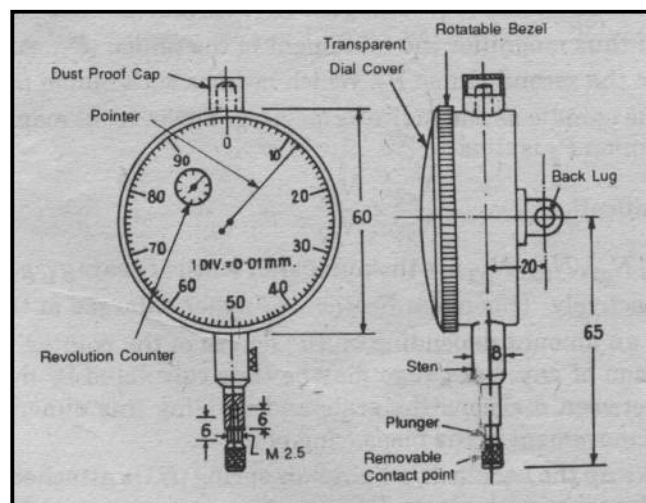 Rotatable Bezel
Transparent
Dial Cover
Dust Proof Cap
Pointer
0
10
20
30
40
50
60
70
80
90
1 DIV.=0.01mm.
Revolution Counter
60
Back Lug
20
65
8
Sten
6
6
M 2.5
Plunger
Removable
Contact point